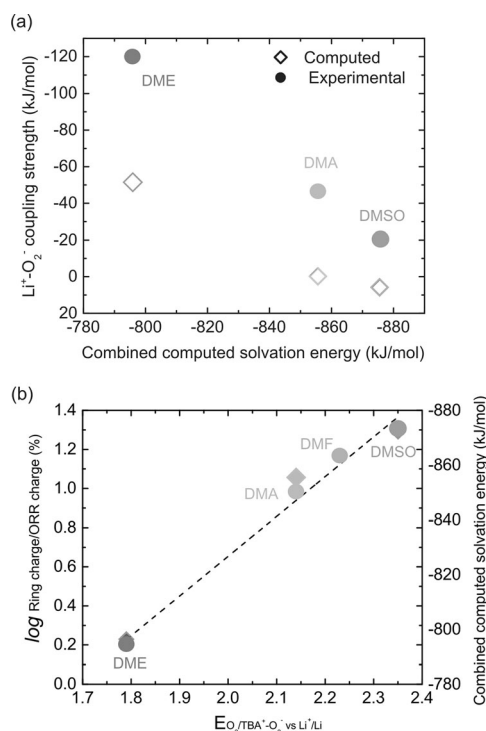 (a)
Li⁺-O₂⁻ coupling strength (kJ/mol)
-120
-100
-80
-60
-40
-20
0
20
◇ Computed
● Experimental
DME
DMA
DMSO
-780 -800 -820 -840 -860 -880
Combined computed solvation energy (kJ/mol)
(b)
log Ring charge/ORR charge (%)
1.4
1.2
1.0
0.8
0.6
0.4
0.2
0.0
DMF
DMSO
DMA
DME
-880
-860
-840
-820
-800
-780
Combined computed solvation energy (kJ/mol)
1.7 1.8 1.9 2.0 2.1 2.2 2.3 2.4
E O₂/TBA⁺-O₂⁻ vs Li⁺/Li